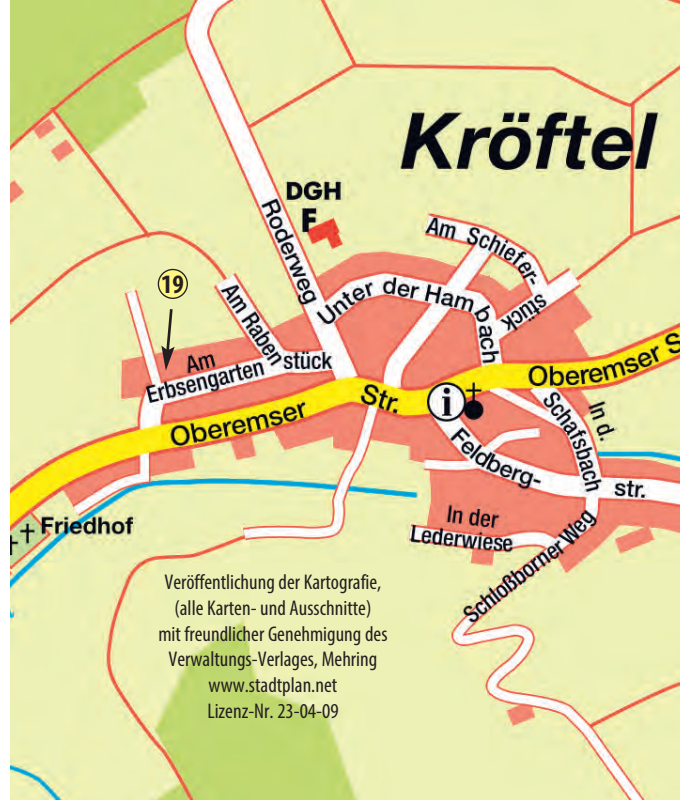 Kröftel
DGH
F
Roderweg
Am Schiefer-
stück
Unter der Ham bach
19
Am Raben
stück
Am
Erbsengarten
Oberemser
Str.
Oberemser S
i
In d.
Schafsbach
Feldberg-
str.
Friedhof
In der
Lederwiese
Schloßborner Weg
Veröffentlichung der Kartografie,
(alle Karten- und Ausschnitte)
mit freundlicher Genehmigung des
Verwaltungs-Verlages, Mehring
www.stadtplan.net
Lizenz-Nr. 23-04-09